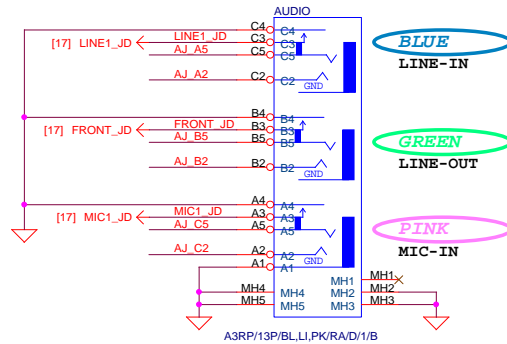 AUDIO
C4 C4
[17] LINE1_JD LINE1_JD C3 C3
AJ_A5 C5 C5
BLUE
LINE-IN
AJ_A2 C2 C2
GND
B4 B4
[17] FRONT_JD FRONT_JD B3 B3
AJ_B5 B5 B5
GREEN
LINE-OUT
AJ_B2 B2 B2
GND
A4 A4
[17] MIC1_JD MIC1_JD A3 A3
AJ_C5 A5 A5
PINK
MIC-IN
AJ_C2 A2 A2
GND
A1 A1
MH1 MH1
MH4 MH4 MH2 MH2
MH5 MH5 MH3 MH3
A3RP/13P/BL,LI,PK/RA/D/1/B